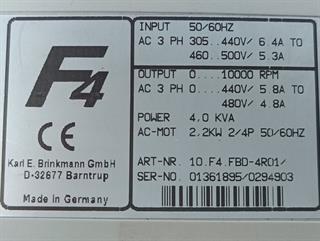 F4
CE
Karl E. Brinkmann GmbH
D-32677 Barntrup
Made in Germany
INPUT 50/60HZ
AC 3 PH 305...440V/ 6.4A TO
460..500V/ 5.3A
OUTPUT 0....10000 RPM
AC 3 PH 0....440V/ 5.8A TO
480V/ 4.8A
POWER 4,0 KVA
AC-MOT 2,2KW 2/4P 50/60HZ
ART-NR. 10.F4.FBD-4R01/
SER-NO. 01361895/0294903